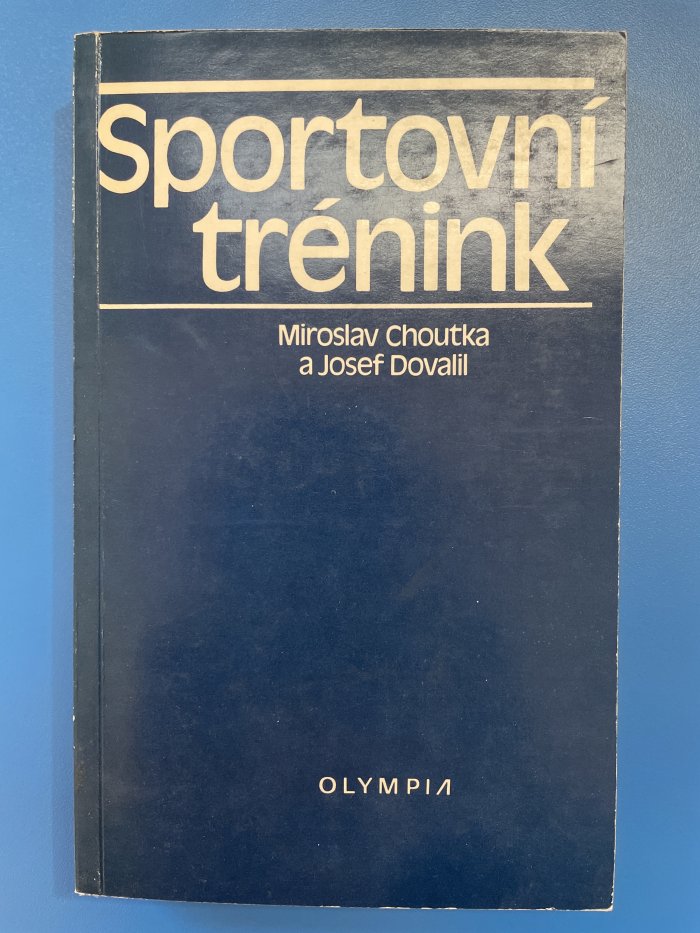 Sportovní
trénink
Miroslav Choutka
a Josef Dovalil
OLYMPIA